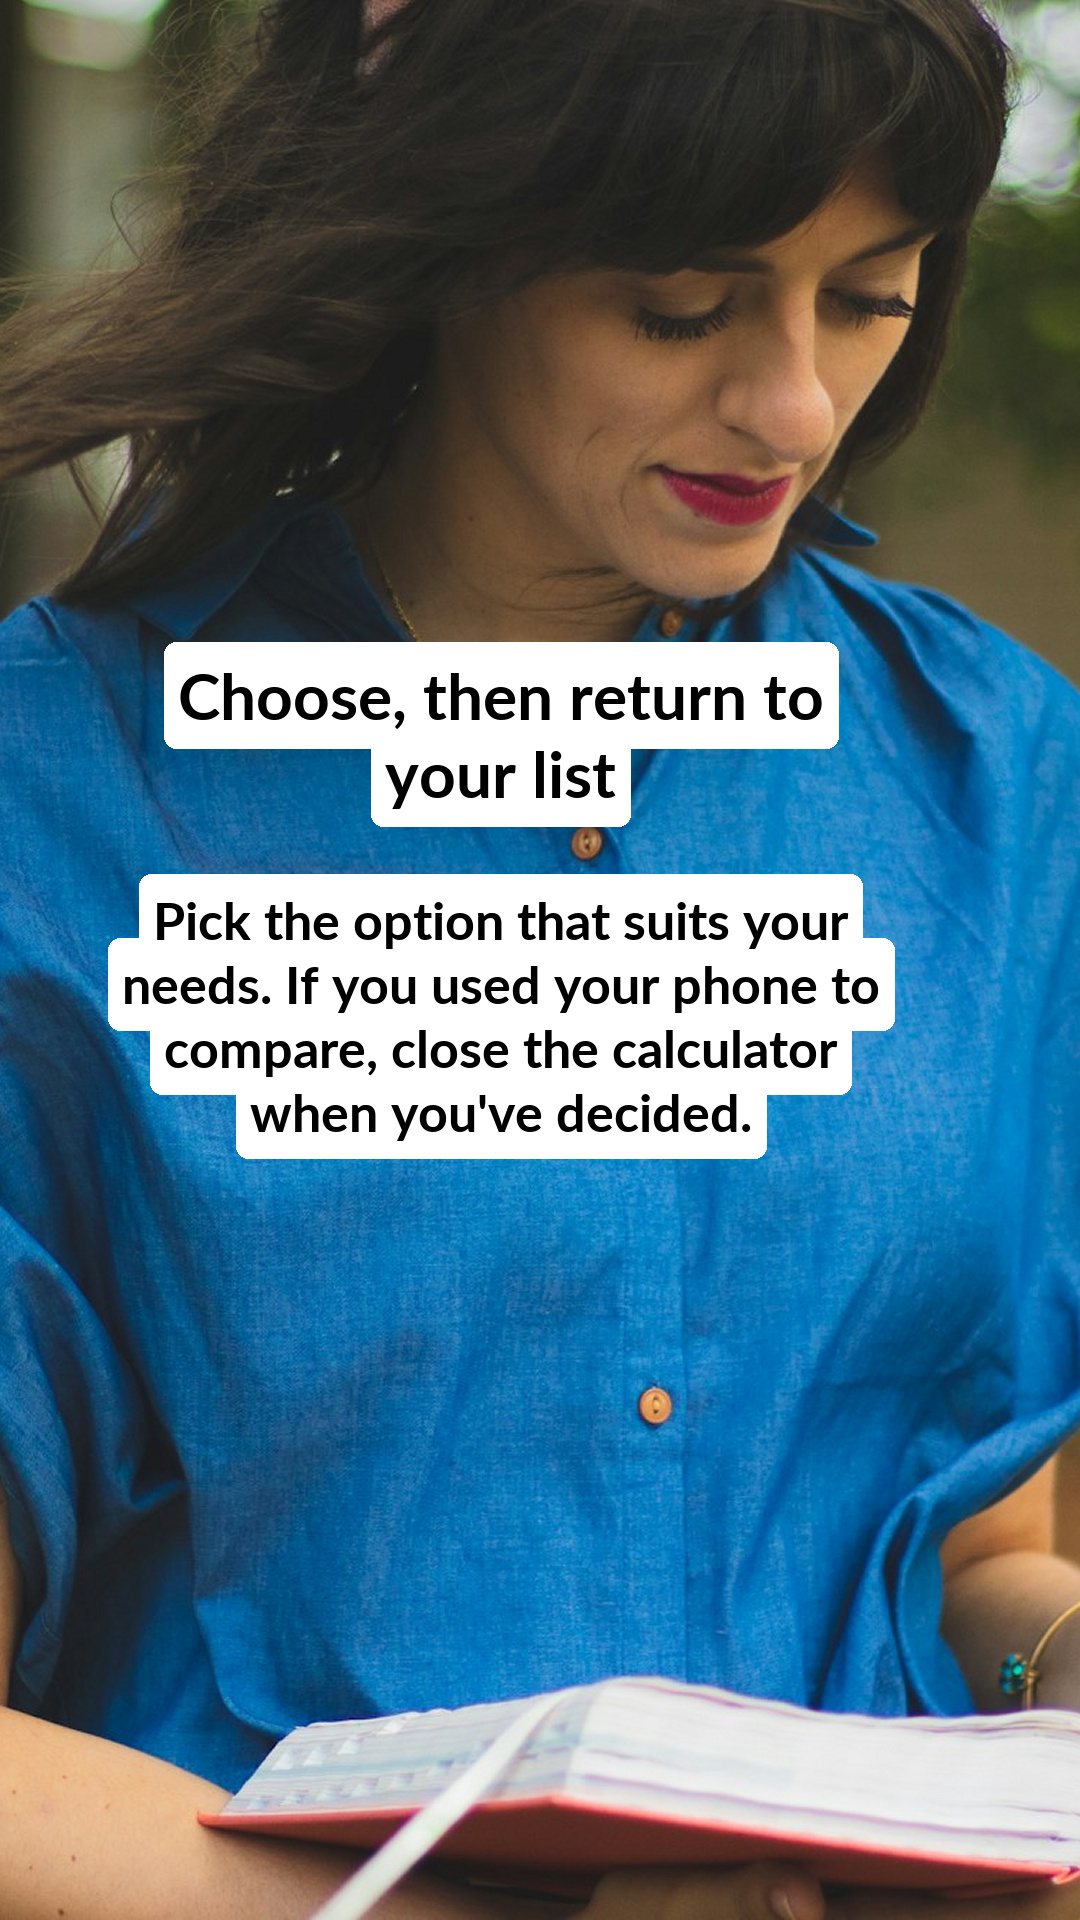 Choose, then return to
your list
Pick the option that suits your
needs. If you used your phone to
compare, close the calculator
when you've decided.